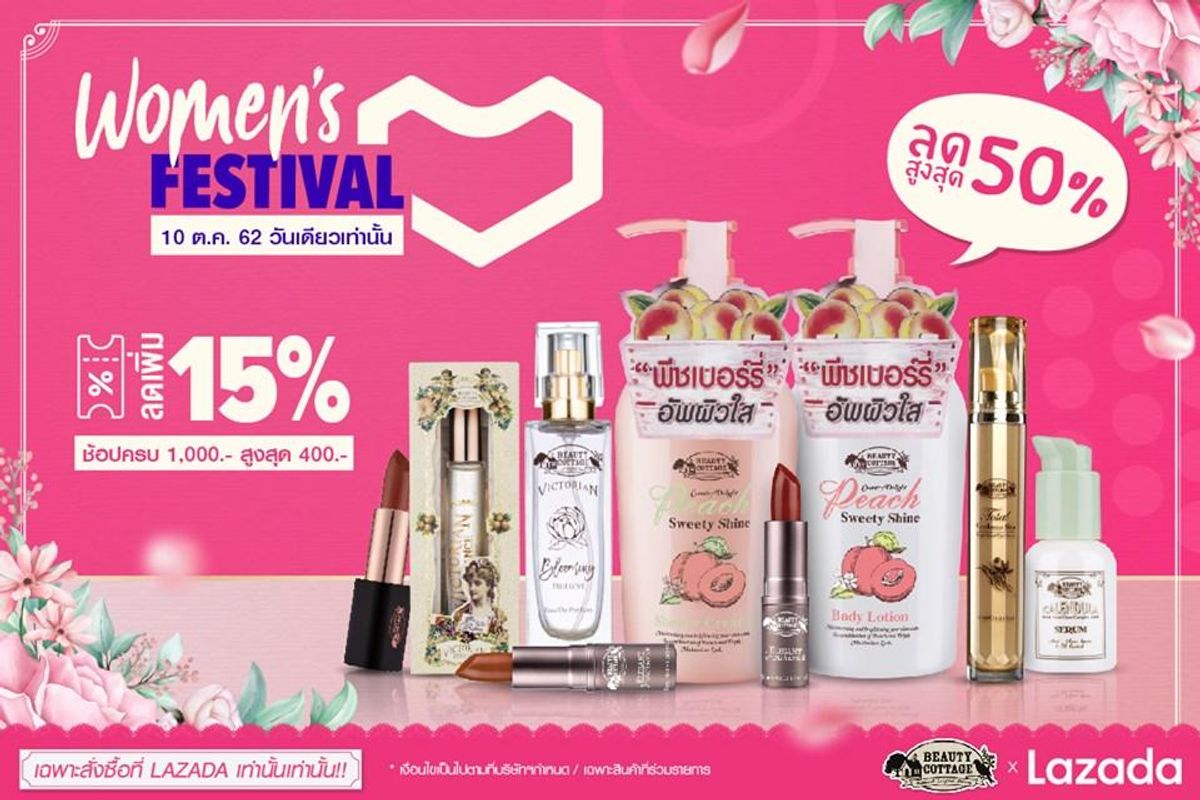 Women's
FESTIVAL
10 ต.ค. 62 วันเดียวเท่านั้น
ลด
สูงสุด 50%
%
ลดเพิ่ม 15%
ช้อปครบ 1,000.- สูงสุด 400.-
BEAUTY
COTTAGE
VICTORIAN
Blooming
"พีชเบอร์รี่"
อัพผิวใส
BEAUTY
COTTAGE
Peach
Sweety Shine
"พีชเบอร์รี่"
อัพผิวใส
BEAUTY
COTTAGE
Peach
Sweety Shine
Body Lotion
Total
CALENDULA
SERUM
เฉพาะสั่งซื้อที่ LAZADA เท่านั้นเท่านั้น!!
* เงื่อนไขเป็นไปตามที่บริษัทฯกำหนด / เฉพาะสินค้าที่ร่วมรายการ
BEAUTY
COTTAGE
x Lazada